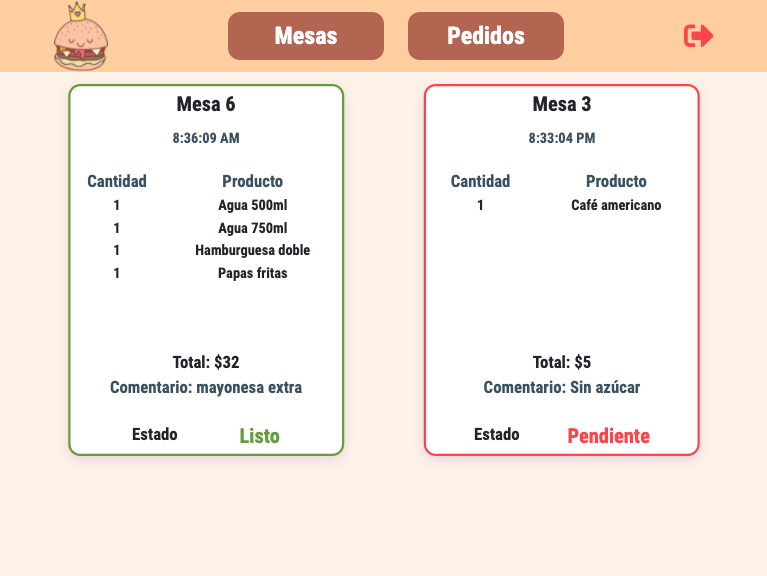 Mesas
Pedidos
Mesa 6
8:36:09 AM
Cantidad Producto
1 Agua 500ml
1 Agua 750ml
1 Hamburguesa doble
1 Papas fritas
Total: $32
Comentario: mayonesa extra
Estado Listo
Mesa 3
8:33:04 PM
Cantidad Producto
1 Café americano
Total: $5
Comentario: Sin azúcar
Estado Pendiente